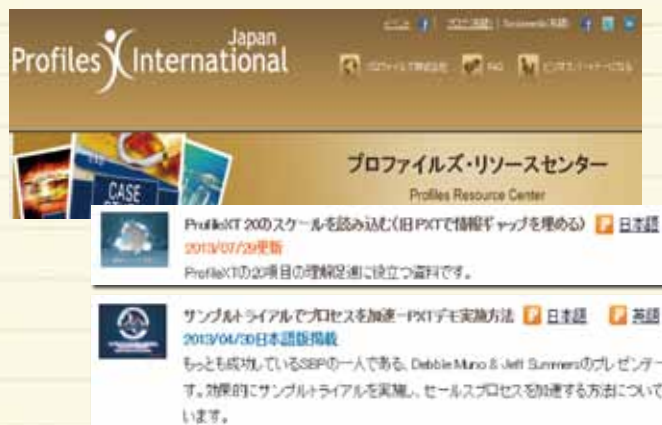 Japan
Profiles International
FAQ
CASE
プロファイルズ・リソースセンター
Profiles Resource Center
ProfileXT 20のスケールを読み込む(旧PXTで情報ギャップを埋める) 日本語
2013/07/29更新
ProfileXTの20項目の理解促進に役立つ資料です。
サンプルトライアルでプロセスを加速ーPXTデモ実施方法 日本語 英語
2013/04/30日本語版掲載
もっとも成功しているSBPの一人である、Debbie Muno & Jeff Summersのプレゼンテー
す。効果的にサンプルトライアルを実施し、セールスプロセスを加速する方法について
います。